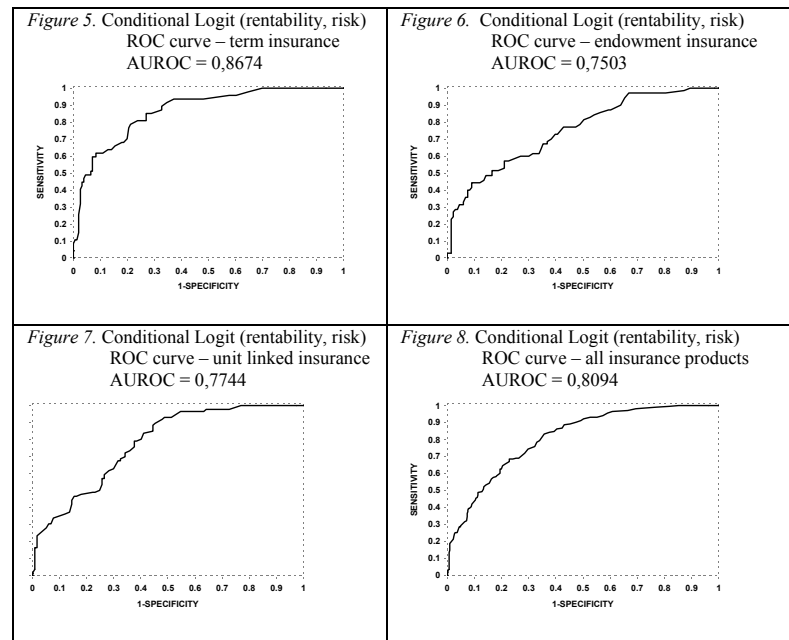 Figure 5. Conditional Logit (rentability, risk)
ROC curve – term insurance
AUROC = 0,8674
1
0.9
0.8
0.7
0.6
0.5
0.4
0.3
0.2
0.1
0
SENSITIVITY
0 0.1 0.2 0.3 0.4 0.5 0.6 0.7 0.8 0.9 1
1-SPECIFICITY
Figure 6. Conditional Logit (rentability, risk)
ROC curve – endowment insurance
AUROC = 0,7503
1
0.9
0.8
0.7
0.6
0.5
0.4
0.3
0.2
0.1
0
SENSITIVITY
0 0.1 0.2 0.3 0.4 0.5 0.6 0.7 0.8 0.9 1
1-SPECIFICITY
Figure 7. Conditional Logit (rentability, risk)
ROC curve – unit linked insurance
AUROC = 0,7744
0 0.1 0.2 0.3 0.4 0.5 0.6 0.7 0.8 0.9 1
1-SPECIFICITY
Figure 8. Conditional Logit (rentability, risk)
ROC curve – all insurance products
AUROC = 0,8094
1
0.9
0.8
0.7
0.6
0.5
0.4
0.3
0.2
0.1
0
SENSITIVITY
0 0.1 0.2 0.3 0.4 0.5 0.6 0.7 0.8 0.9 1
1-SPECIFICITY